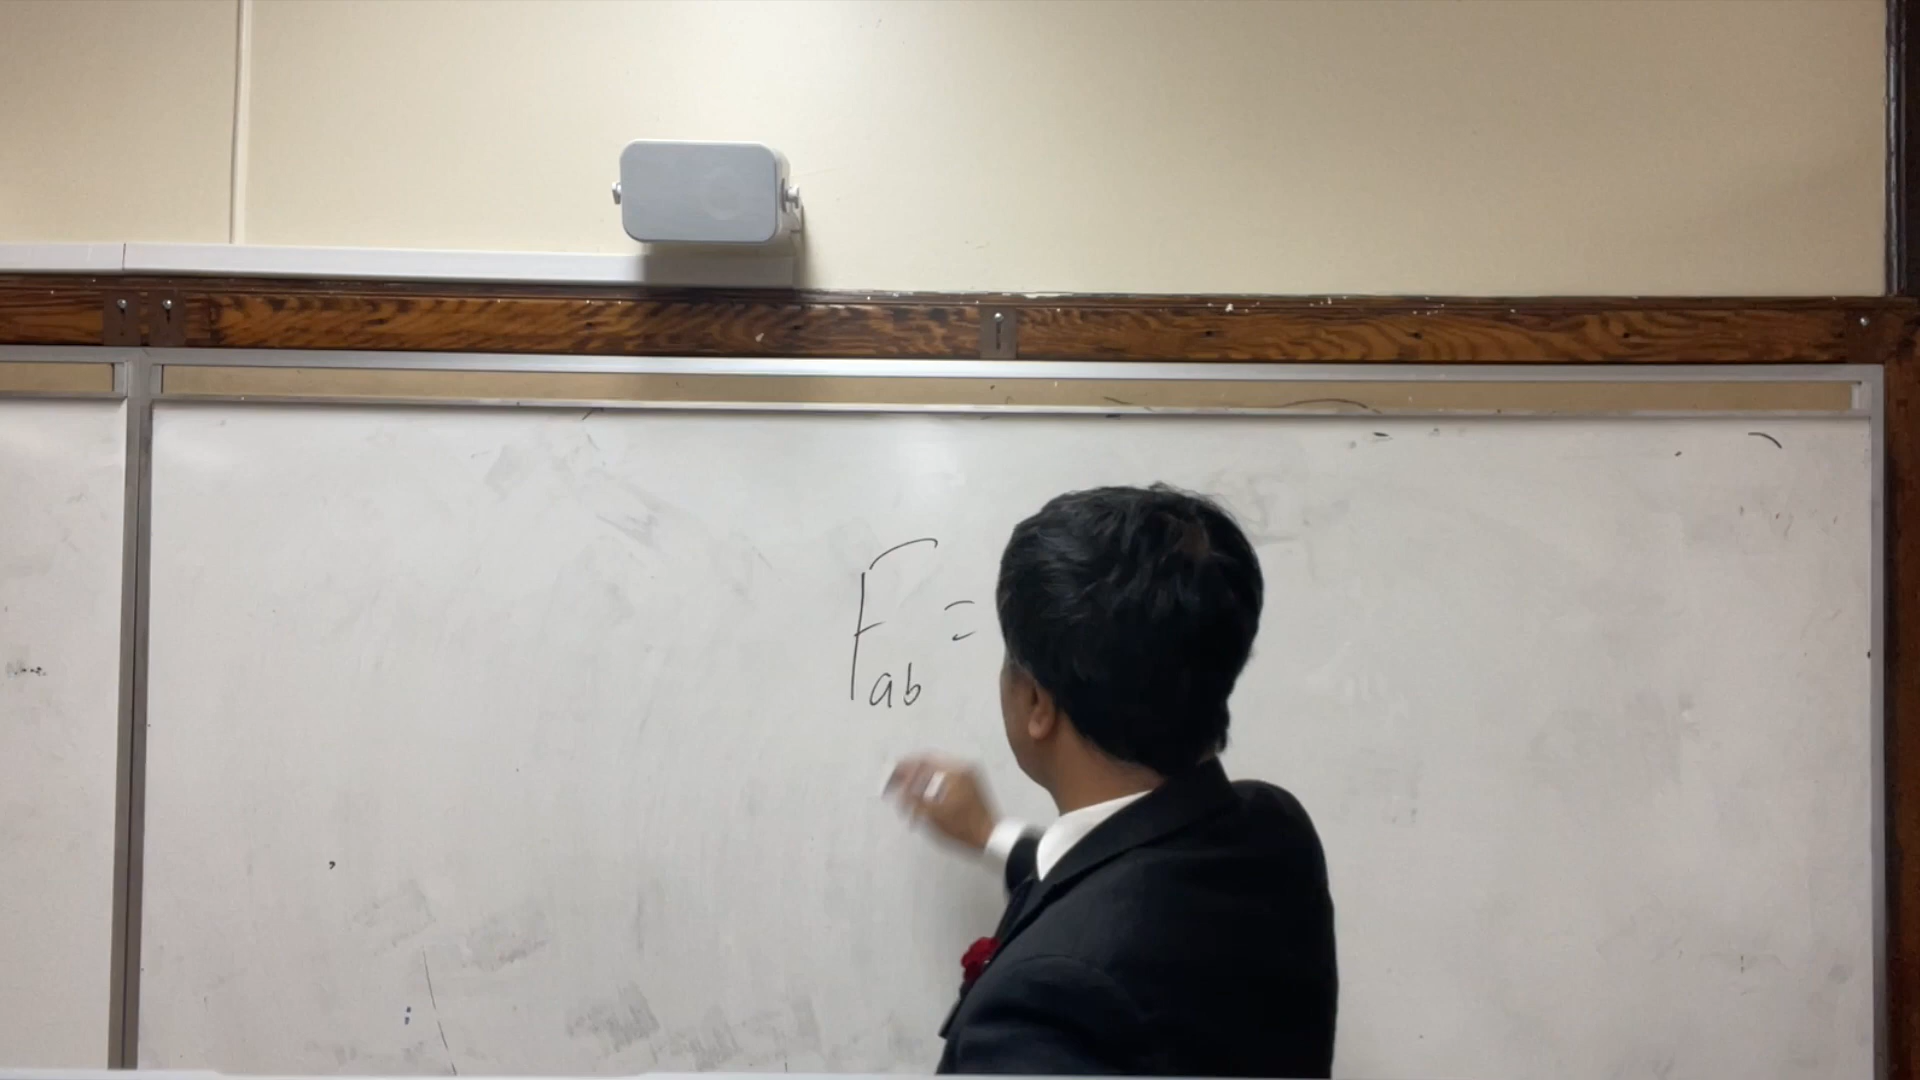 F_ab =